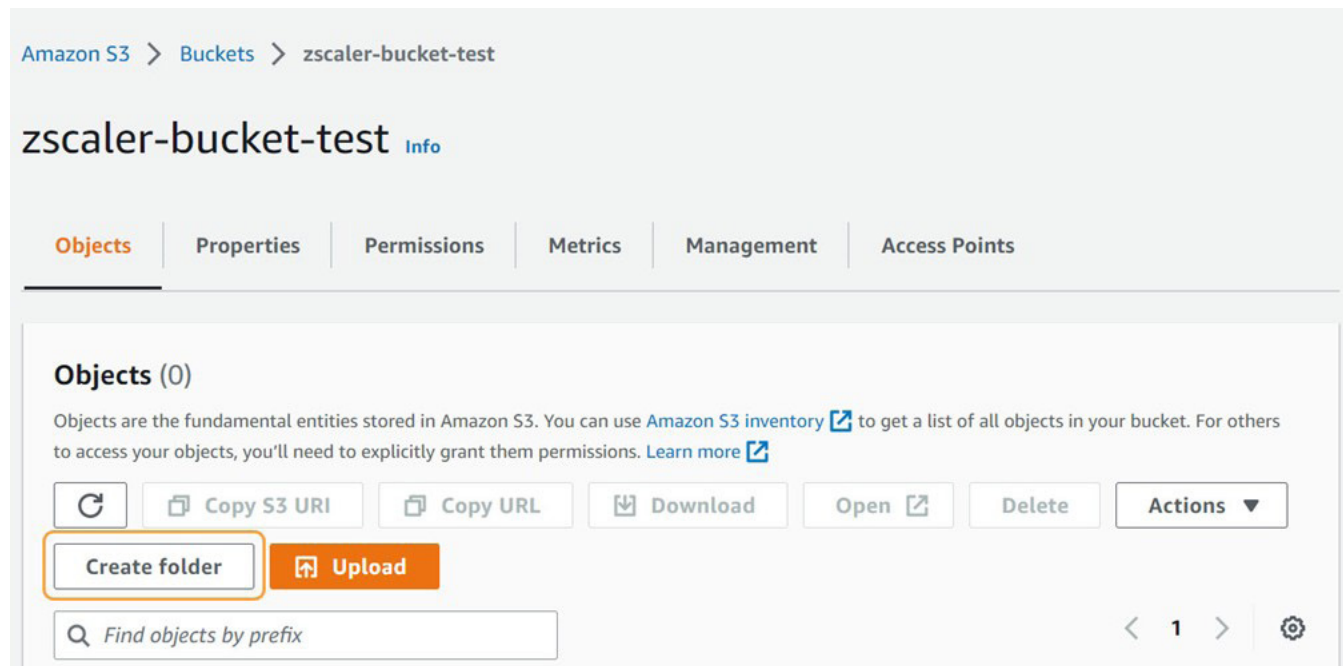 Amazon S3 > Buckets > zscaler-bucket-test
zscaler-bucket-test Info
Objects Properties Permissions Metrics Management Access Points
Objects (0)
Objects are the fundamental entities stored in Amazon S3. You can use Amazon S3 inventory to get a list of all objects in your bucket. For others
to access your objects, you'll need to explicitly grant them permissions. Learn more
Copy S3 URI Copy URL Download Open Delete Actions
Create folder Upload
Find objects by prefix < 1 >